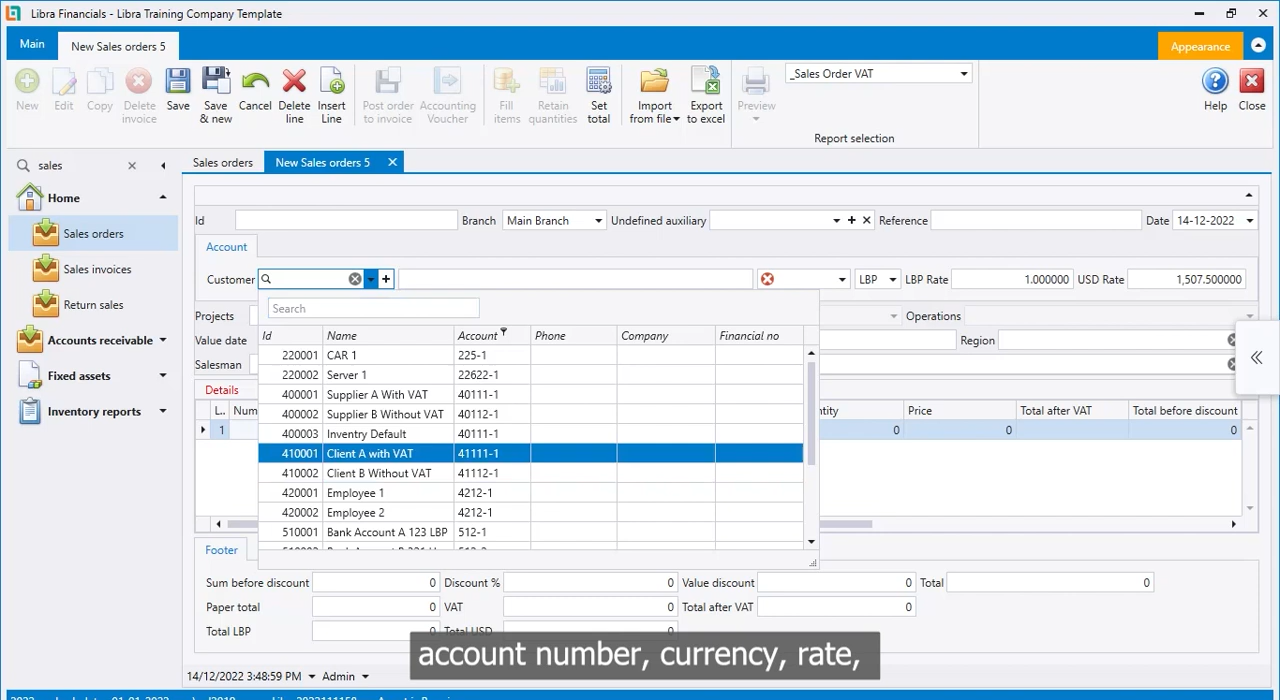 Libra Financials - Libra Training Company Template
Main
New Sales orders 5
Appearance
New
Edit
Copy
Delete invoice
Save
Save & new
Cancel
Delete line
Insert Line
Post order to invoice
Accounting Voucher
Fill items
Retain quantities
Set total
Import from file
Export to excel
Preview
_Sales Order VAT
Report selection
Help
Close
sales
Home
Sales orders
Sales invoices
Return sales
Accounts receivable
Fixed assets
Inventory reports
Sales orders
New Sales orders 5
Id
Branch Main Branch
Undefined auxiliary
Reference
Date 14-12-2022
Account
Customer
LBP
LBP Rate 1.000000
USD Rate 1,507.500000
Projects
Operations
Value date
Region
Salesman
Search
Id Name Account Phone Company Financial no
220001 CAR 1 225-1
220002 Server 1 22622-1
400001 Supplier A With VAT 40111-1
400002 Supplier B Without VAT 40112-1
400003 Inventry Default 40111-1
410001 Client A with VAT 41111-1
410002 Client B Without VAT 41112-1
420001 Employee 1 4212-1
420002 Employee 2 4212-1
510001 Bank Account A 123 LBP 512-1
Details
L.. Num
ntity Price Total after VAT Total before discount
1 0 0 0
Footer
Sum before discount 0 Discount % 0 Value discount 0 Total 0
Paper total 0 VAT 0 Total after VAT 0
Total LBP 0 Total USD 0
account number, currency, rate,
14/12/2022 3:48:59 PM Admin